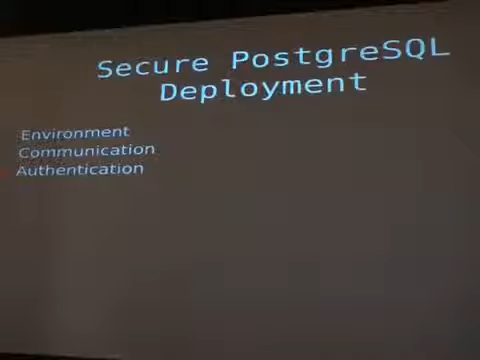 Secure PostgreSQL
Deployment
Environment
Communication
Authentication